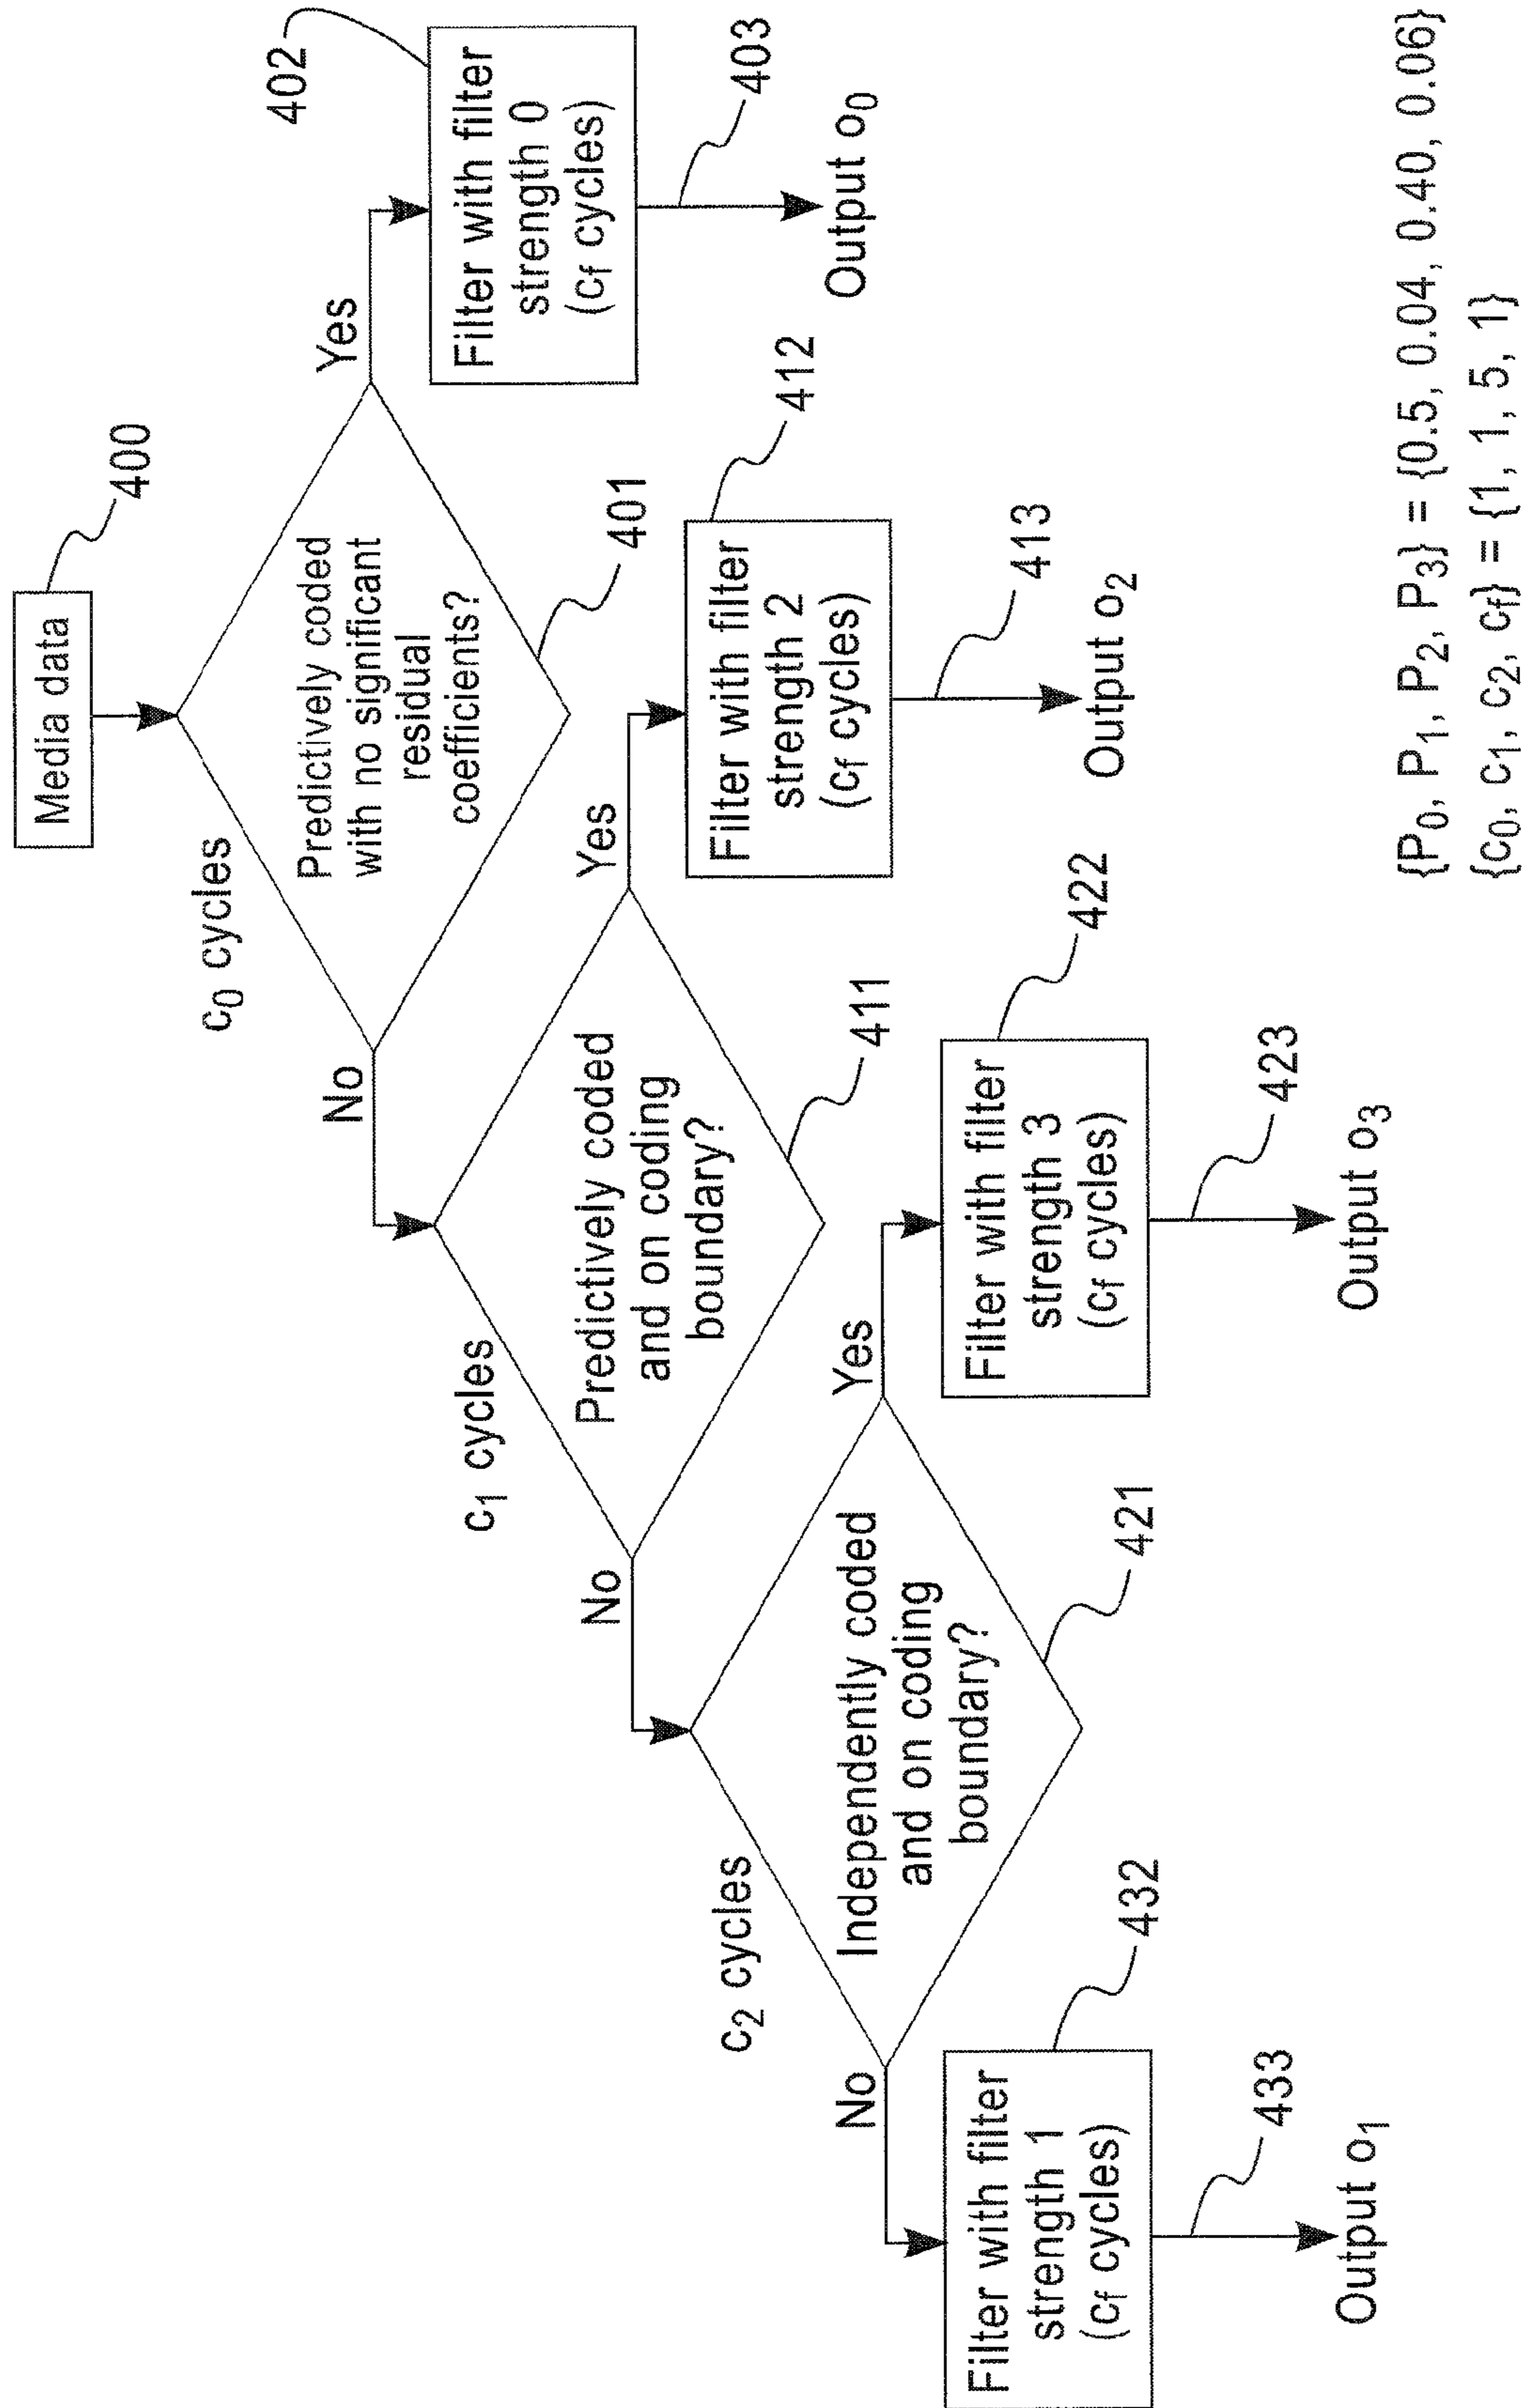 Media data
400
c0 cycles
Predictively coded
with no significant
residual
coefficients?
401
Yes
402
Filter with filter
strength 0
(cf cycles)
403
Output o0
No
c1 cycles
Predictively coded
and on coding
boundary?
411
Yes
412
Filter with filter
strength 2
(cf cycles)
413
Output o2
No
c2 cycles
Independently coded
and on coding
boundary?
421
Yes
422
Filter with filter
strength 3
(cf cycles)
423
Output o3
No
432
Filter with filter
strength 1
(cf cycles)
433
Output o1
{P0, P1, P2, P3} = {0.5, 0.04, 0.40, 0.06}
{c0, c1, c2, cf} = {1, 1, 5, 1}